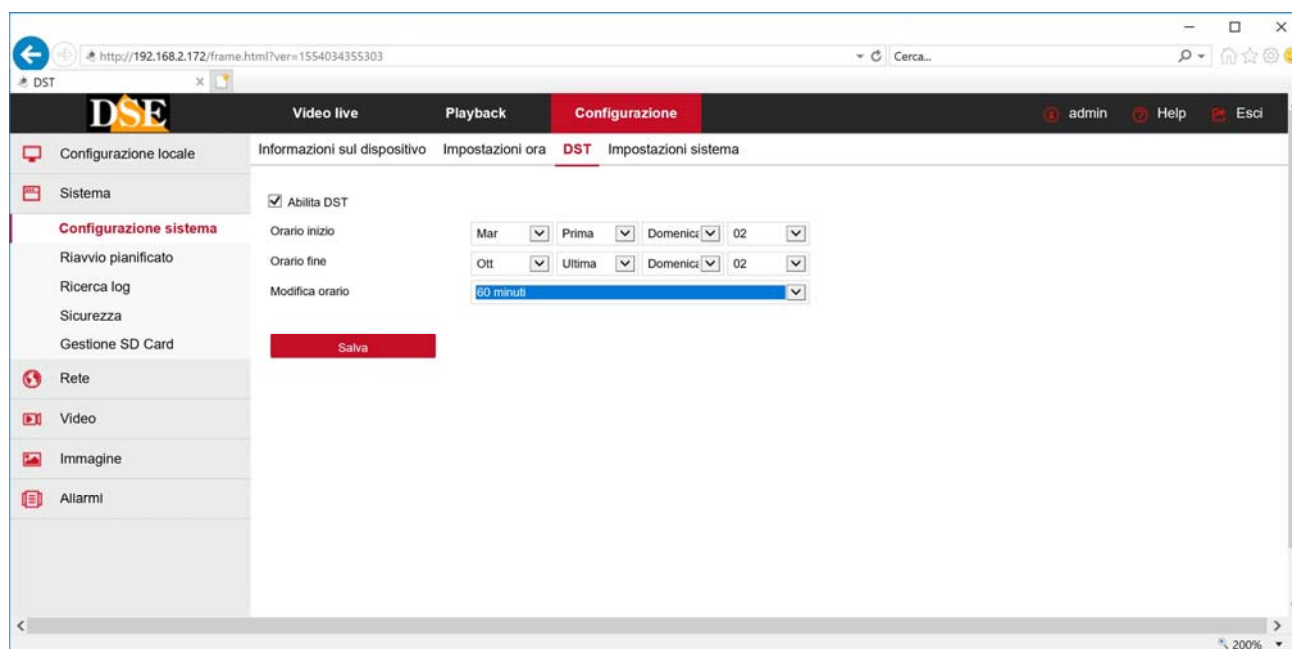 http://192.168.2.172/frame.html?ver=1554034355303
Cerca...
DST
DSE
Video live
Playback
Configurazione
admin
Help
Esci
Configurazione locale
Informazioni sul dispositivo
Impostazioni ora
DST
Impostazioni sistema
Sistema
Abilita DST
Configurazione sistema
Orario inizio
Mar
Prima
Domenica
02
Riavvio pianificato
Orario fine
Ott
Ultima
Domenica
02
Ricerca log
Modifica orario
60 minuti
Sicurezza
Gestione SD Card
Salva
Rete
Video
Immagine
Allarmi
200%